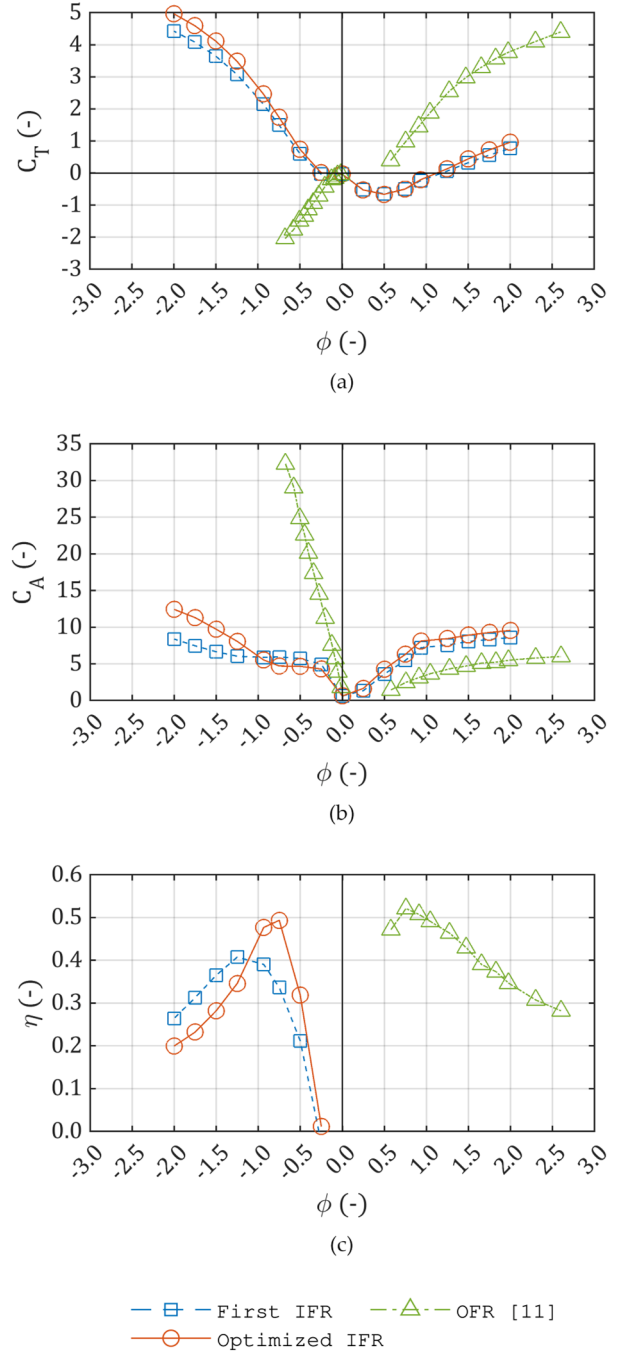 5
4
3
2
1
0
-1
-2
-3
C_T (-)
-3.0 -2.5 -2.0 -1.5 -1.0 -0.5 0.0 0.5 1.0 1.5 2.0 2.5 3.0
ϕ (-)
(a)
35
30
25
20
15
10
5
0
C_A (-)
-3.0 -2.5 -2.0 -1.5 -1.0 -0.5 0.0 0.5 1.0 1.5 2.0 2.5 3.0
ϕ (-)
(b)
0.6
0.5
0.4
0.3
0.2
0.1
0.0
η (-)
-3.0 -2.5 -2.0 -1.5 -1.0 -0.5 0.0 0.5 1.0 1.5 2.0 2.5 3.0
ϕ (-)
(c)
First IFR OFR [11]
Optimized IFR